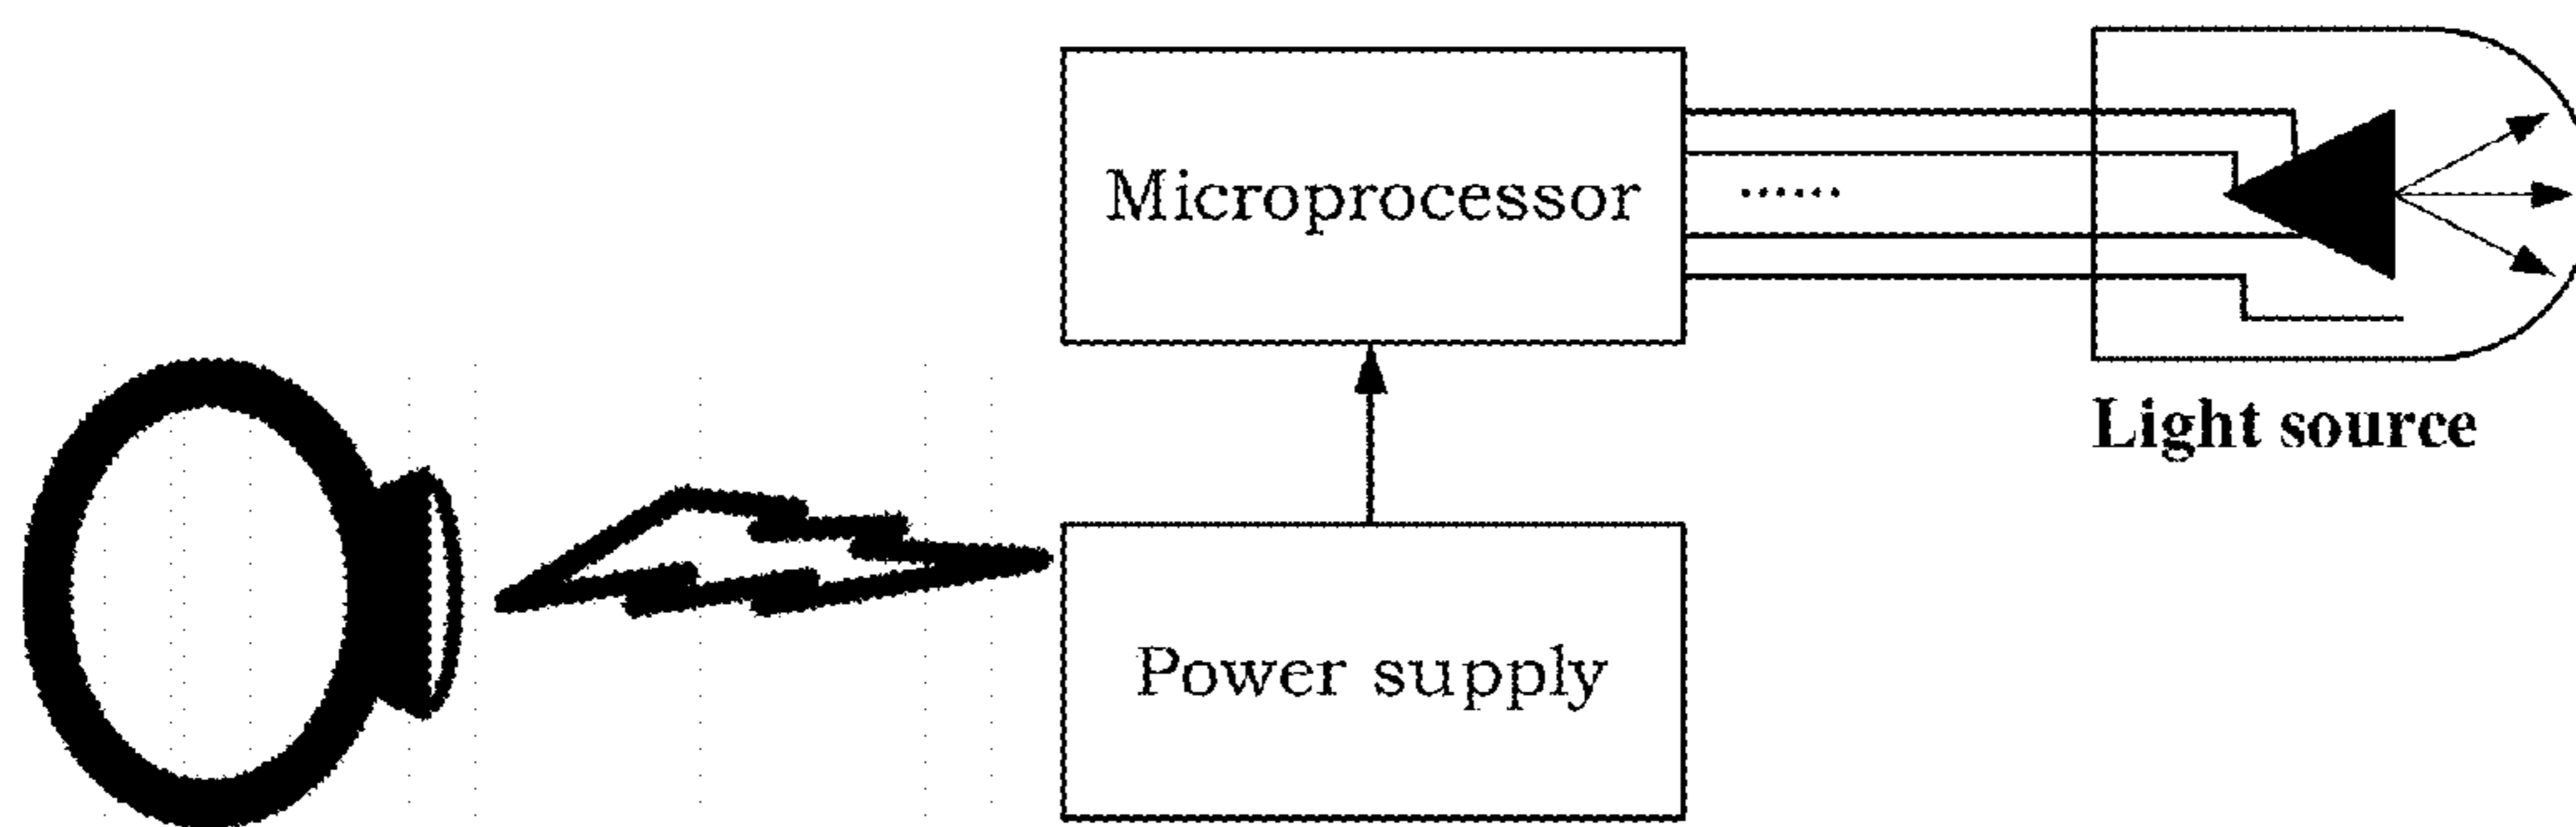 Microprocessor
......
Light source
Power supply